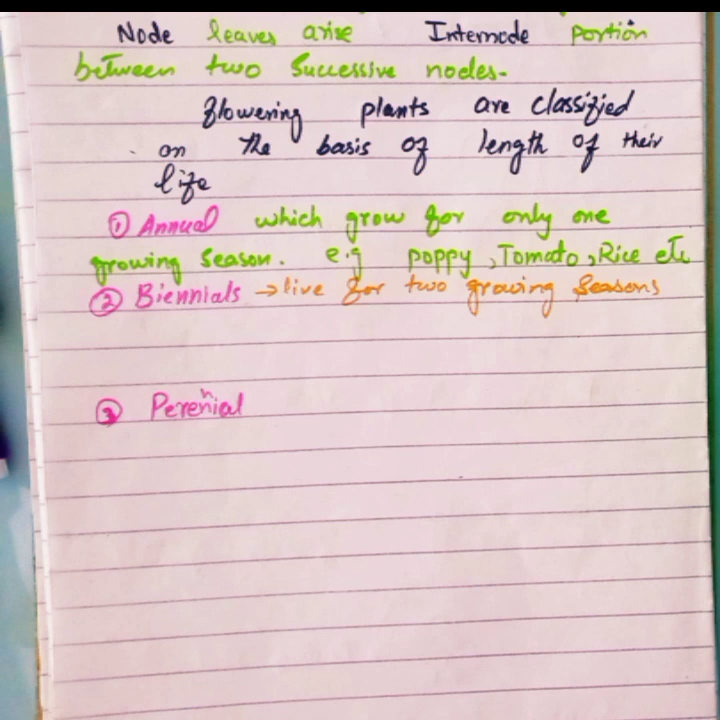 Node leaves arise Internode portion
between two Successive nodes-
flowering plants are classified
on the basis of length of their
life
① Annual which grow for only one
growing season. e.g poppy, Tomato, Rice etc
② Biennials → live for two growing seasons
③ Perennial